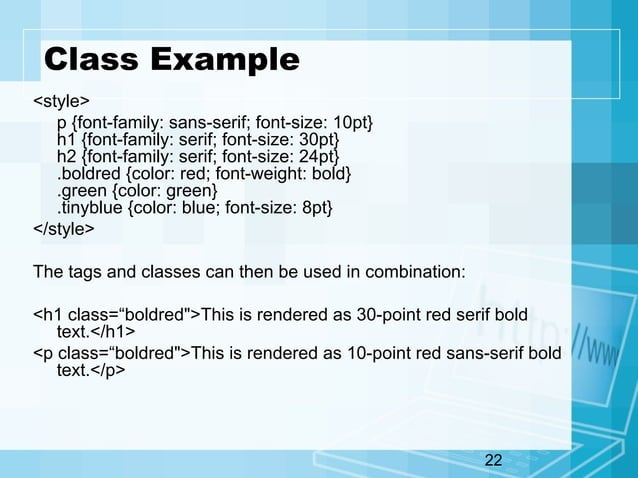 Class Example
<style>
p {font-family: sans-serif; font-size: 10pt}
h1 {font-family: serif; font-size: 30pt}
h2 {font-family: serif; font-size: 24pt}
.boldred {color: red; font-weight: bold}
.green {color: green}
.tinyblue {color: blue; font-size: 8pt}
</style>
The tags and classes can then be used in combination:
<h1 class=“boldred">This is rendered as 30-point red serif bold
text.</h1>
<p class=“boldred">This is rendered as 10-point red sans-serif bold
text.</p>
http://www
22